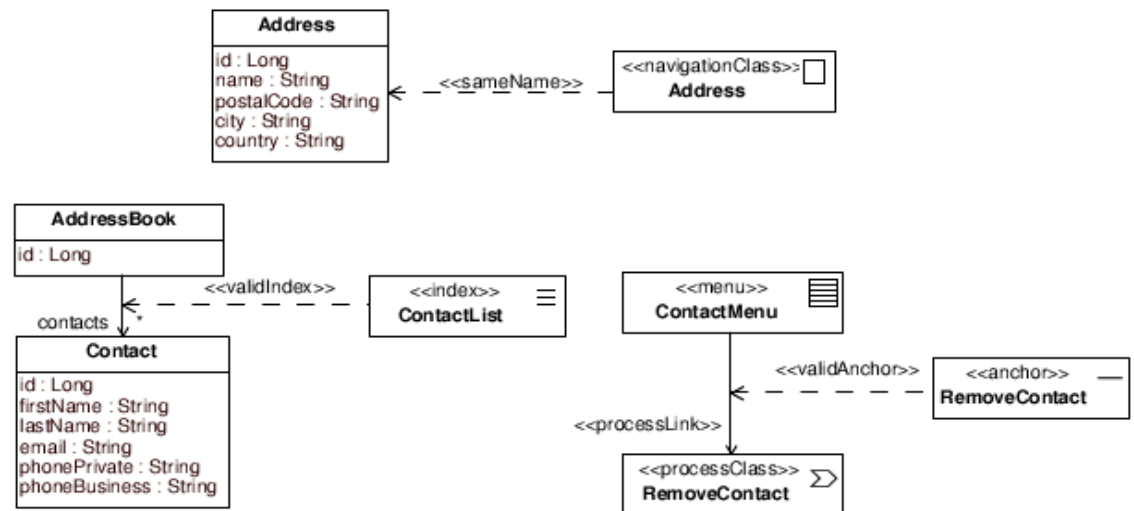 Address
id : Long
name : String
postalCode : String
city : String
country : String
<<sameName>>
<<navigationClass>>
Address
AddressBook
id : Long
contacts *
Contact
id : Long
firstName : String
lastName : String
email : String
phonePrivate : String
phoneBusiness : String
<<validIndex>>
<<index>>
ContactList
<<menu>>
ContactMenu
<<validAnchor>>
<<anchor>>
RemoveContact
<<processLink>>
<<processClass>>
RemoveContact